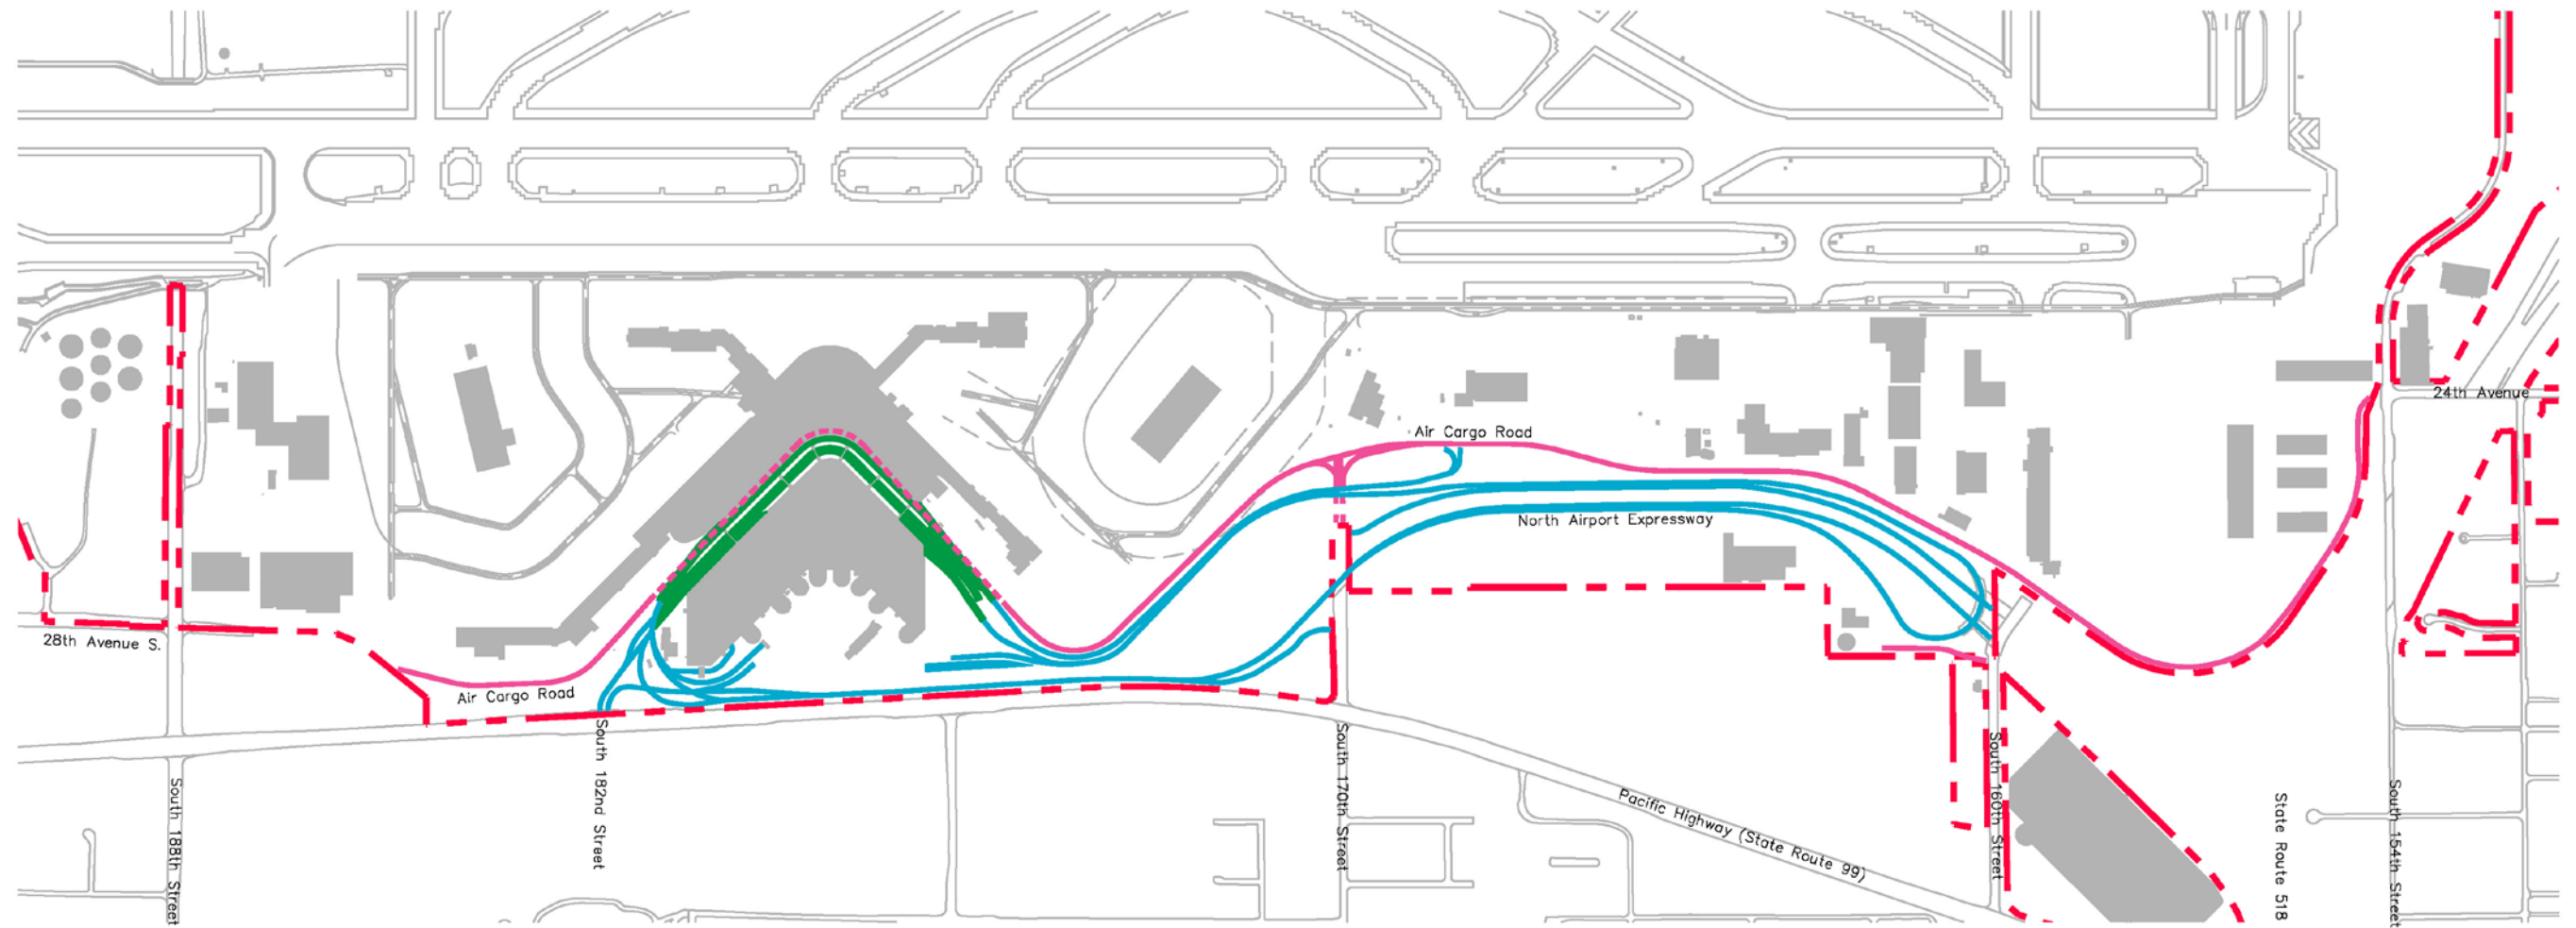 24th Avenue
Air Cargo Road
North Airport Expressway
28th Avenue S.
Air Cargo Road
South 182nd Street
South 170th Street
South 160th Street
South 188th Street
Pacific Highway (State Route 99)
State Route 518
South 154th Street